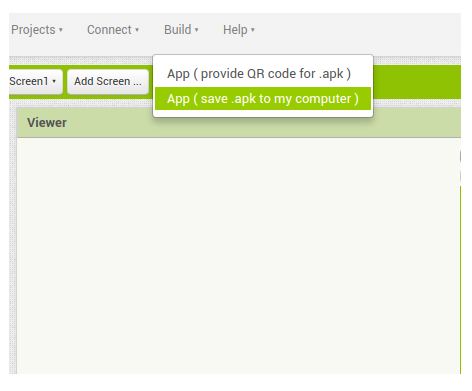 Projects Connect Build Help
Screen1 Add Screen ...
App ( provide QR code for .apk )
App ( save .apk to my computer )
Viewer